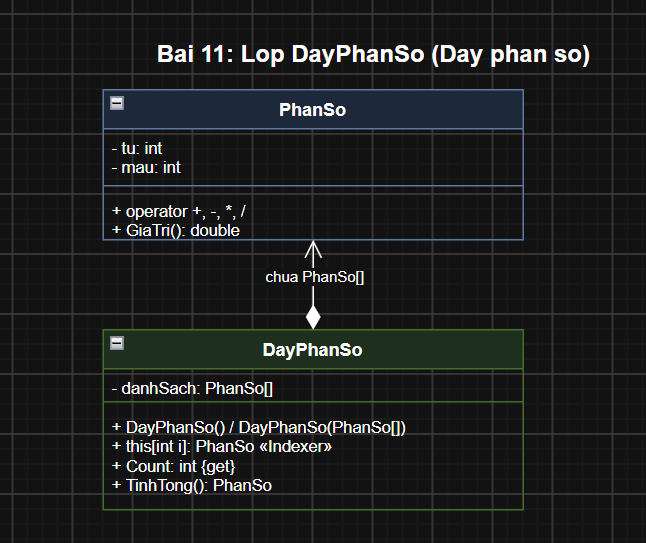 Bai 11: Lop DayPhanSo (Day phan so)
PhanSo
- tu: int
- mau: int
+ operator +, -, *, /
+ GiaTri(): double
chua PhanSo[]
DayPhanSo
- danhSach: PhanSo[]
+ DayPhanSo() / DayPhanSo(PhanSo[])
+ this[int i]: PhanSo «Indexer»
+ Count: int {get}
+ TinhTong(): PhanSo